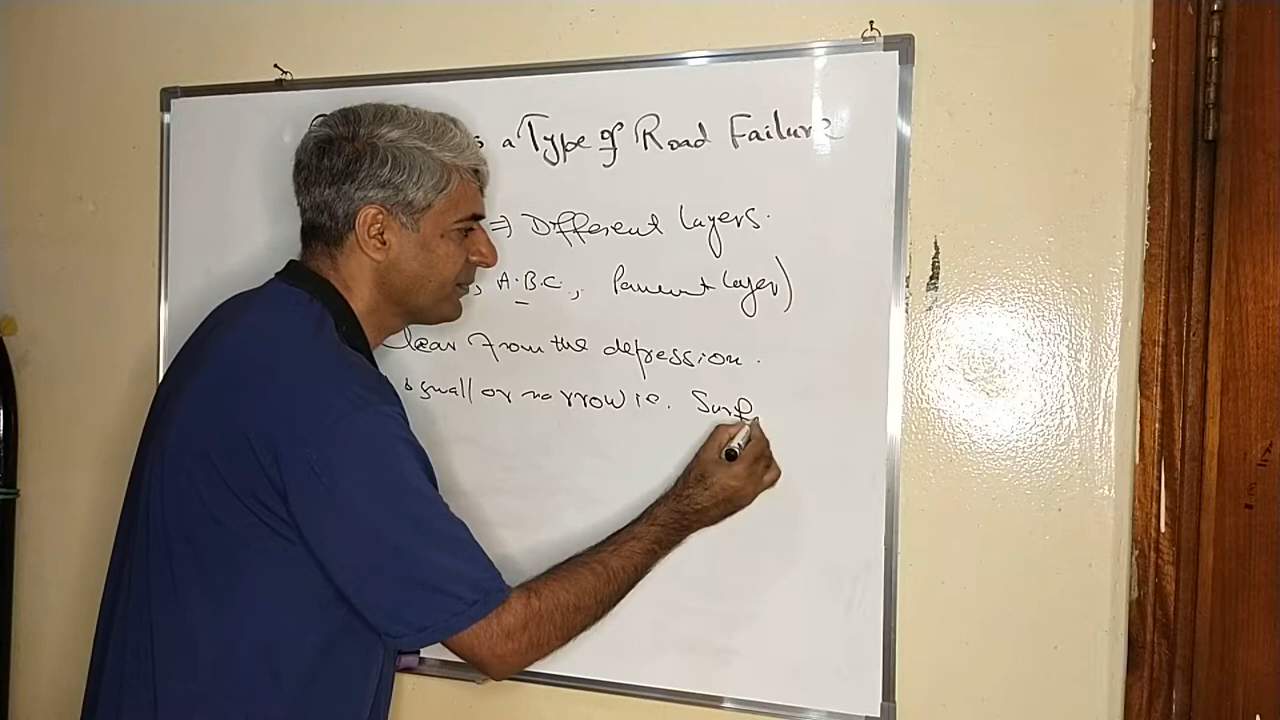 a Type of Road Failure
⇒ Different Layers.
, A.B.C., Pavement Layer)
Clear from the depression.
small or narrow ie. Surf